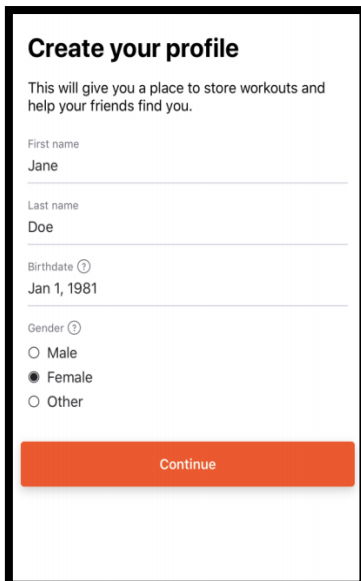 Create your profile
This will give you a place to store workouts and
help your friends find you.
First name
Jane
Last name
Doe
Birthdate ?
Jan 1, 1981
Gender ?
Male
Female
Other
Continue